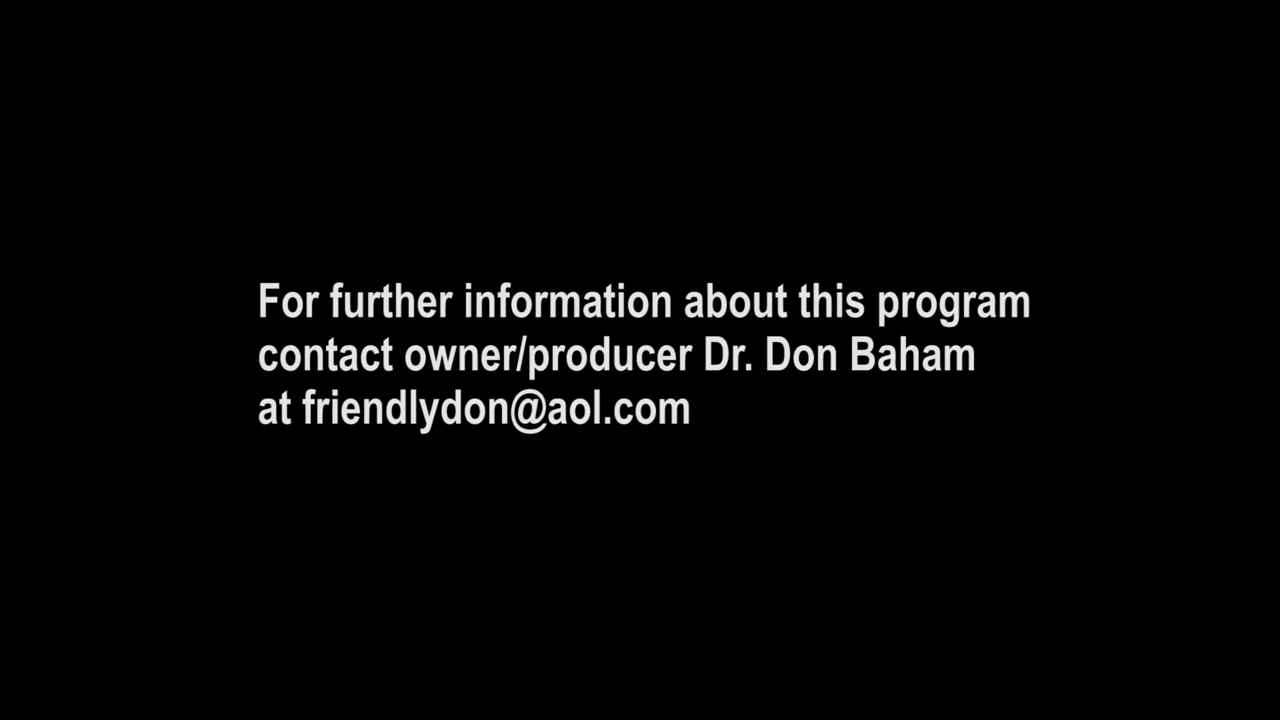 For further information about this program
contact owner/producer Dr. Don Baham
at friendlydon@aol.com